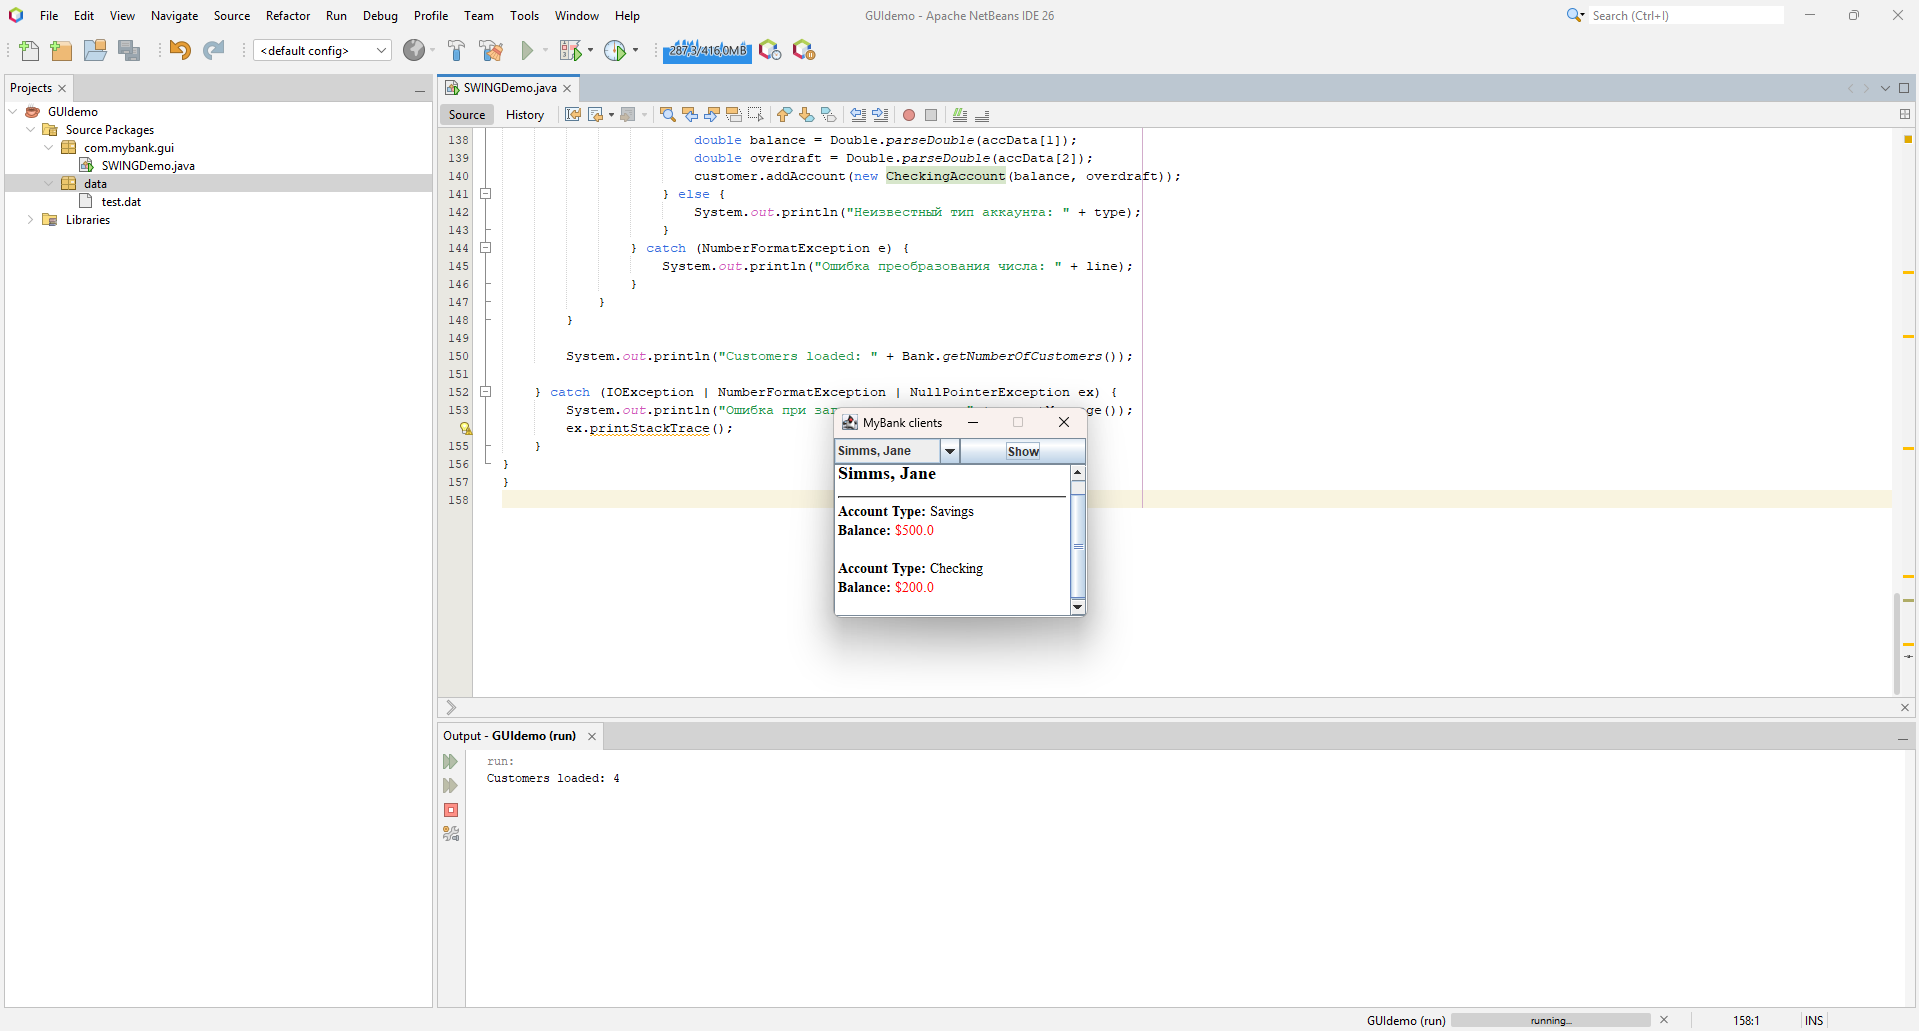 File Edit View Navigate Source Refactor Run Debug Profile Team Tools Window Help
GUIdemo - Apache NetBeans IDE 26
Search (Ctrl+I)
<default config>
287,3/416,0MB
Projects
GUIdemo
Source Packages
com.mybank.gui
SWINGDemo.java
data
test.dat
Libraries
SWINGDemo.java
Source History
138 double balance = Double.parseDouble(accData[1]);
139 double overdraft = Double.parseDouble(accData[2]);
140 customer.addAccount(new CheckingAccount(balance, overdraft));
141 } else {
142 System.out.println("Неизвестный тип аккаунта: " + type);
143 }
144 } catch (NumberFormatException e) {
145 System.out.println("Ошибка преобразования числа: " + line);
146 }
147 }
148 }
149
150 System.out.println("Customers loaded: " + Bank.getNumberOfCustomers());
151
152 } catch (IOException | NumberFormatException | NullPointerException ex) {
153 System.out.println("Ошибка при ge());
ex.printStackTrace();
155 }
156 }
157 }
158
MyBank clients
Simms, Jane
Show
Simms, Jane
Account Type: Savings
Balance: $500.0
Account Type: Checking
Balance: $200.0
Output - GUIdemo (run)
run:
Customers loaded: 4
GUIdemo (run) running... 158:1 INS